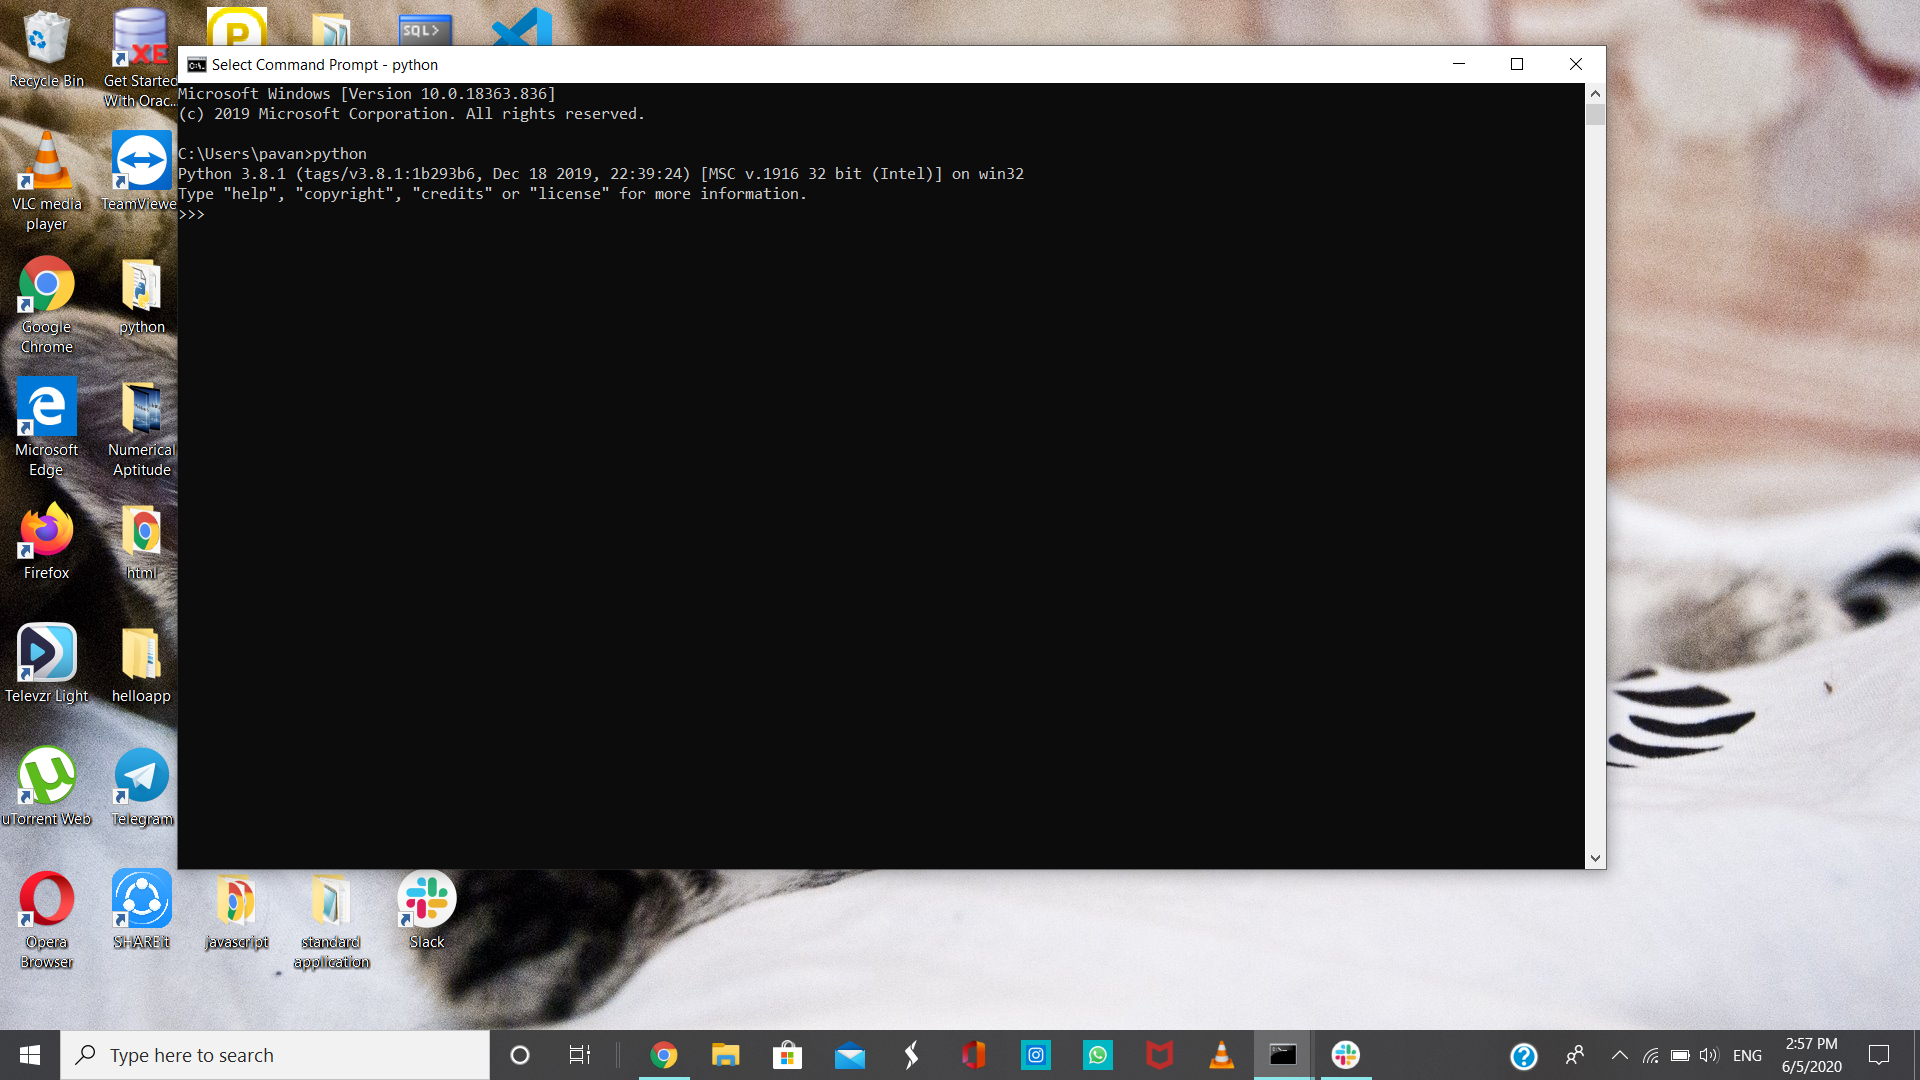 Recycle Bin
Get Started
With Orac...
P
SQL>
XE
Select Command Prompt - python
Microsoft Windows [Version 10.0.18363.836]
(c) 2019 Microsoft Corporation. All rights reserved.
C:\Users\pavan>python
Python 3.8.1 (tags/v3.8.1:1b293b6, Dec 18 2019, 22:39:24) [MSC v.1916 32 bit (Intel)] on win32
Type "help", "copyright", "credits" or "license" for more information.
>>>
VLC media
player
TeamViewe
Google
Chrome
python
Microsoft
Edge
Numerical
Aptitude
Firefox
html
Televzr Light
helloapp
uTorrent Web
Telegram
Opera
Browser
SHAREit
javascript
standard
application
Slack
Type here to search
ENG
2:57 PM
6/5/2020